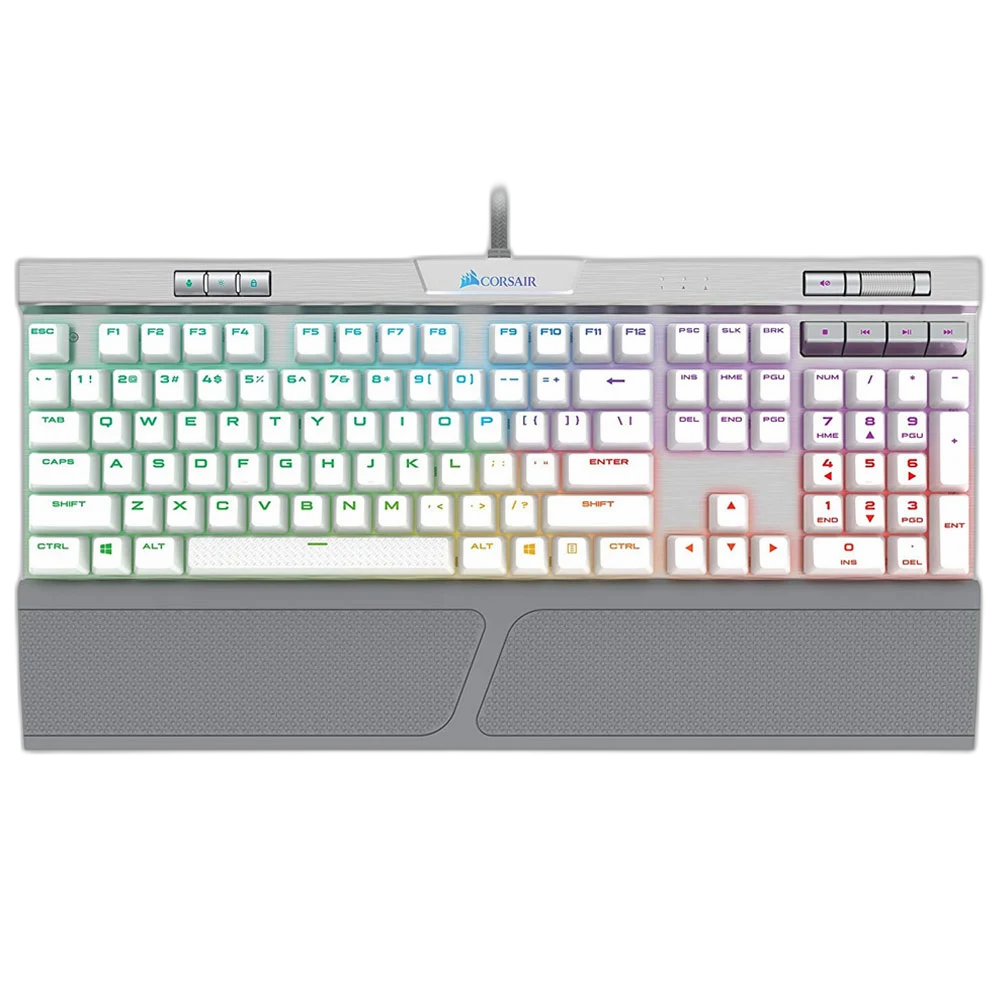 CORSAIR
ESC F1 F2 F3 F4 F5 F6 F7 F8 F9 F10 F11 F12 PSC SLK BRK
` ~ 1 ! 2 @ 3 # 4 $ 5 % 6 ^ 7 & 8 * 9 ( 0 ) - – = + INS HME PGU NUM / * -
TAB Q W E R T Y U I O P [ { ] } \ | DEL END PGD 7 HME 8 9 PGU +
CAPS A S D F G H J K L ; : ' " ENTER 4 5 6
SHIFT Z X C V B N M , < . > / ? SHIFT 1 END 2 3 PGD ENT
CTRL ALT ALT CTRL 0 INS . DEL